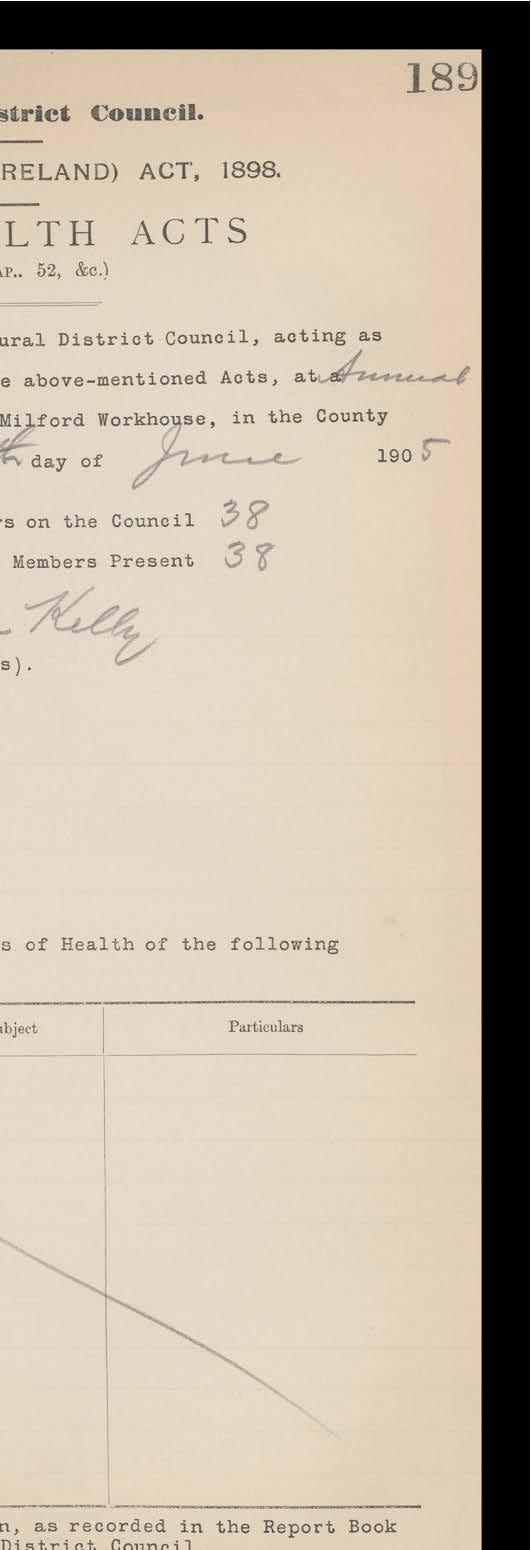 189
strict Council.
RELAND) ACT, 1898.
LTH ACTS
AP.. 52, &c.)
ural District Council, acting as
e above-mentioned Acts, at a Annual
Milford Workhouse, in the County
th day of June 1905
rs on the Council 38
Members Present 38
Kelly
s).
s of Health of the following
bject Particulars
n, as recorded in the Report Book
District Council